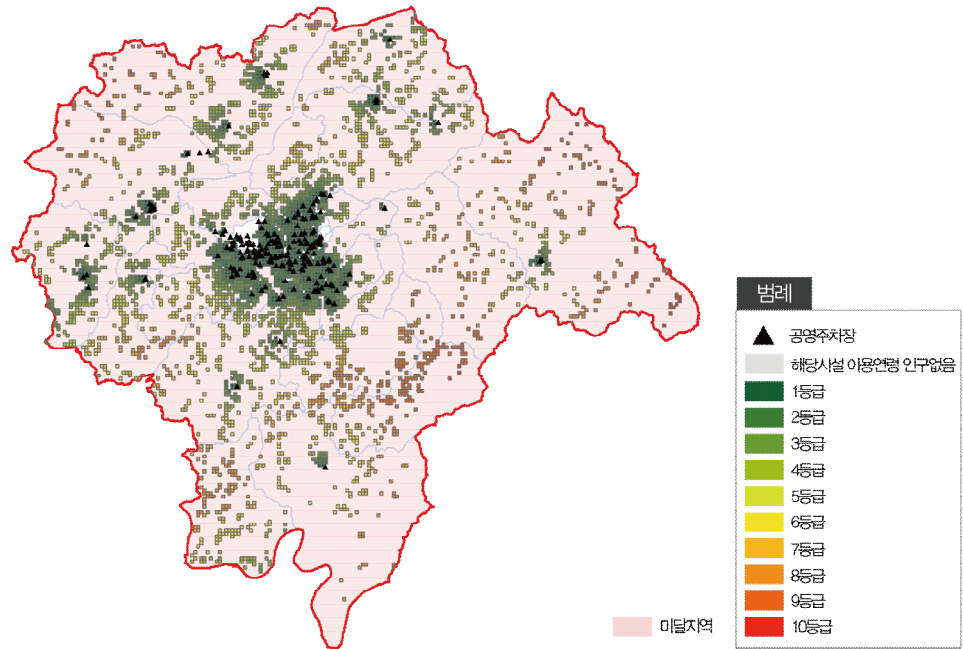 범례
공영주차장
해당시설 이용연령 인구없음
1등급
2등급
3등급
4등급
5등급
6등급
7등급
8등급
9등급
10등급
미달지역